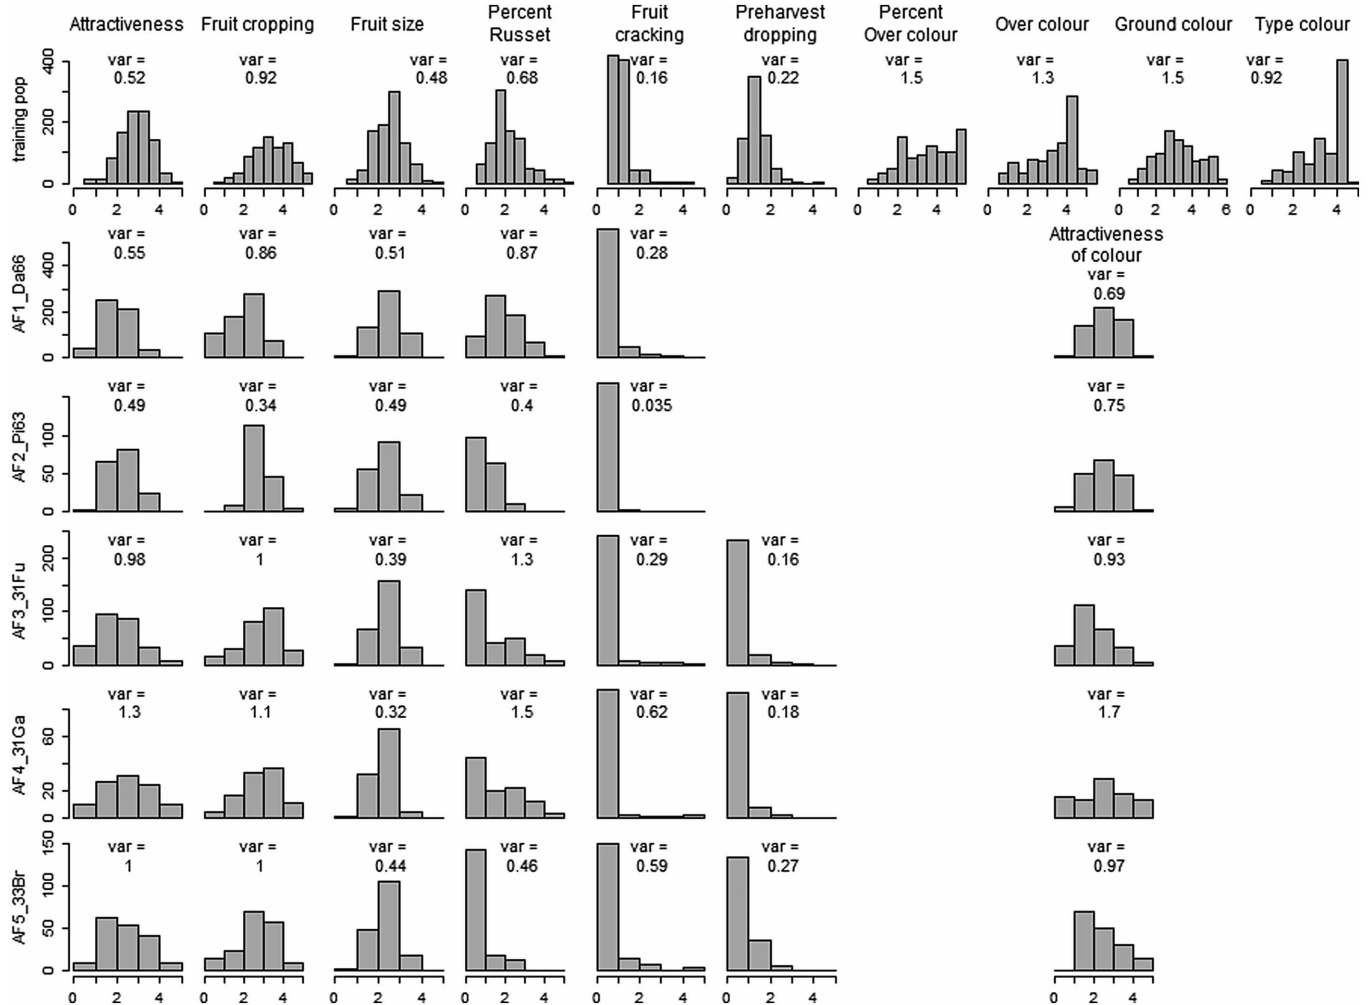 Attractiveness Fruit cropping Fruit size Percent Russet Fruit cracking Preharvest dropping Percent Over colour Over colour Ground colour Type colour
training pop
400
200
0
var = 0.52 var = 0.92 var = 0.48 var = 0.68 var = 0.16 var = 0.22 var = 1.5 var = 1.3 var = 1.5 var = 0.92
0 2 4 0 2 4 0 2 4 0 2 4 0 2 4 0 2 4 0 2 4 0 2 4 0 2 4 6 0 2 4
Attractiveness
of colour
AF1_Da66
400
200
0
var = 0.55 var = 0.86 var = 0.51 var = 0.87 var = 0.28 var = 0.69
AF2_Pi63
100
50
0
var = 0.49 var = 0.34 var = 0.49 var = 0.4 var = 0.035 var = 0.75
AF3_31Fu
200
100
0
var = 0.98 var = 1 var = 0.39 var = 1.3 var = 0.29 var = 0.16 var = 0.93
AF4_31Ga
60
20
0
var = 1.3 var = 1.1 var = 0.32 var = 1.5 var = 0.62 var = 0.18 var = 1.7
AF5_33Br
150
100
50
0
var = 1 var = 1 var = 0.44 var = 0.46 var = 0.59 var = 0.27 var = 0.97
0 2 4 0 2 4 0 2 4 0 2 4 0 2 4 0 2 4 0 2 4